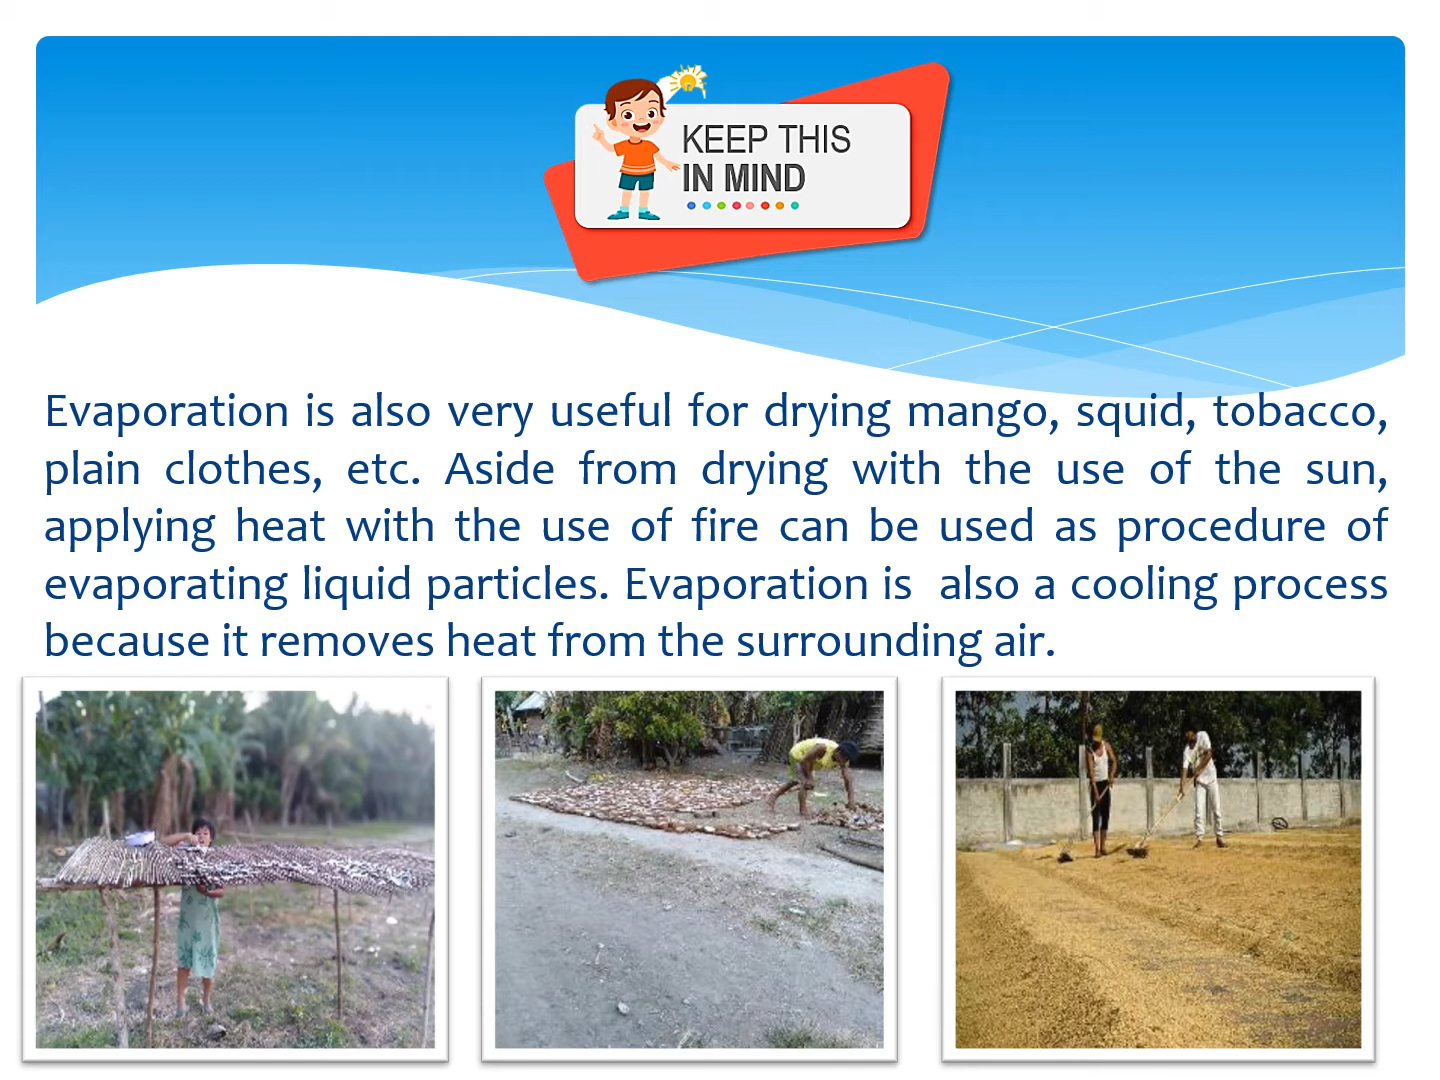 KEEP THIS
IN MIND
Evaporation is also very useful for drying mango, squid, tobacco,
plain clothes, etc. Aside from drying with the use of the sun,
applying heat with the use of fire can be used as procedure of
evaporating liquid particles. Evaporation is  also a cooling process
because it removes heat from the surrounding air.